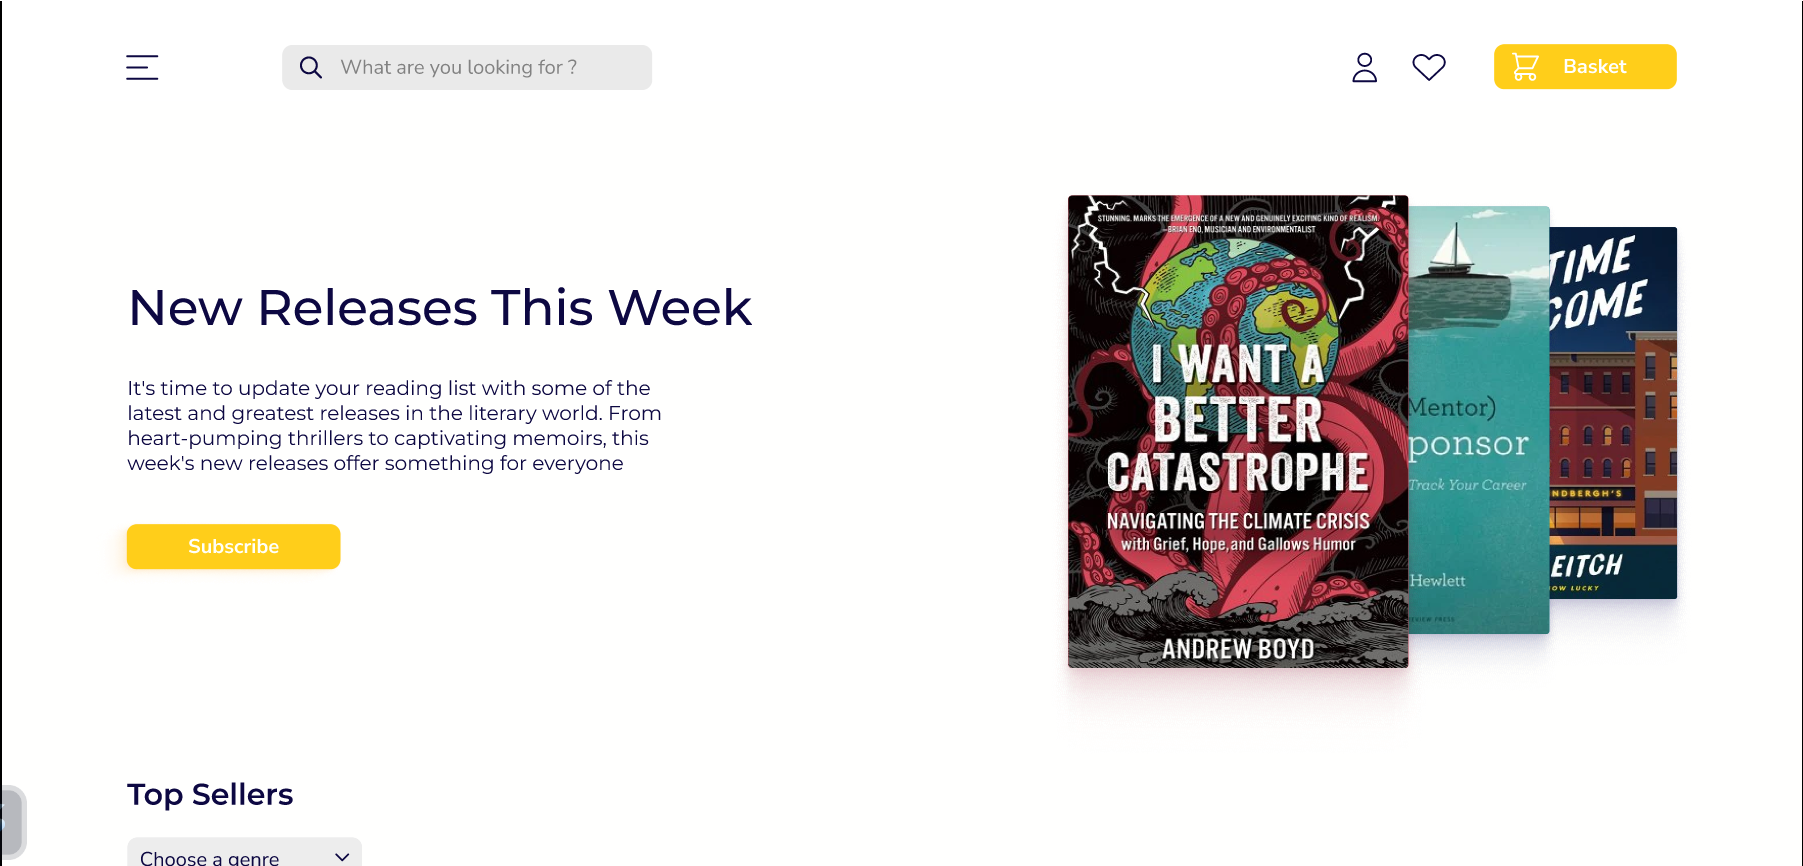 What are you looking for ?
Basket
New Releases This Week
It's time to update your reading list with some of the
latest and greatest releases in the literary world. From
heart-pumping thrillers to captivating memoirs, this
week's new releases offer something for everyone
Subscribe
STUNNING. MARKS THE EMERGENCE OF A NEW AND GENUINELY EXCITING KIND OF REALISM.
—BRIAN ENO, MUSICIAN AND ENVIRONMENTALIST
I WANT A
BETTER
CATASTROPHE
NAVIGATING THE CLIMATE CRISIS
with Grief, Hope, and Gallows Humor
ANDREW BOYD
Mentor)
ponsor
Track Your Career
Hewlett
VIEW PRESS
TIME
COME
NDBERGH'S
EITCH
OW LUCKY
Top Sellers
Choose a genre